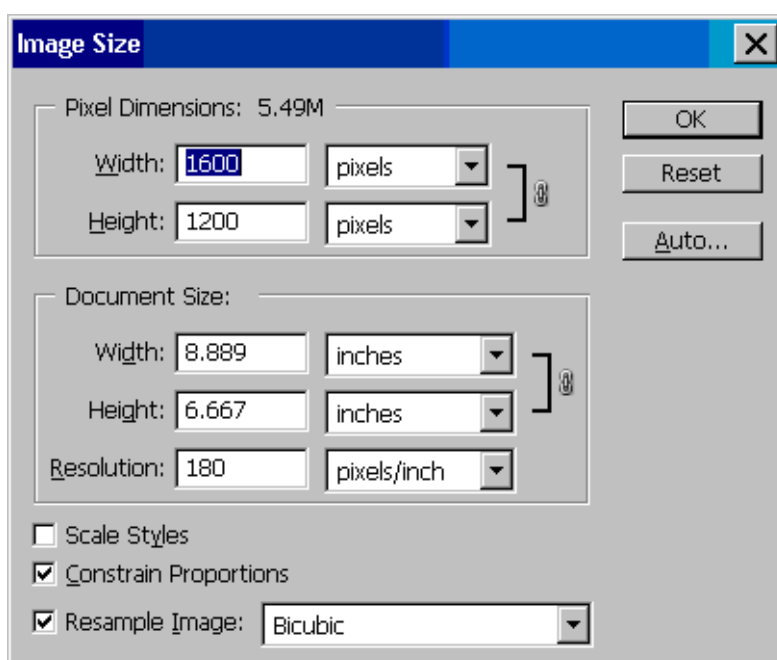 Image Size
Pixel Dimensions: 5.49M
OK
Width: 1600 pixels
Reset
Height: 1200 pixels
Auto...
Document Size:
Width: 8.889 inches
Height: 6.667 inches
Resolution: 180 pixels/inch
Scale Styles
Constrain Proportions
Resample Image: Bicubic